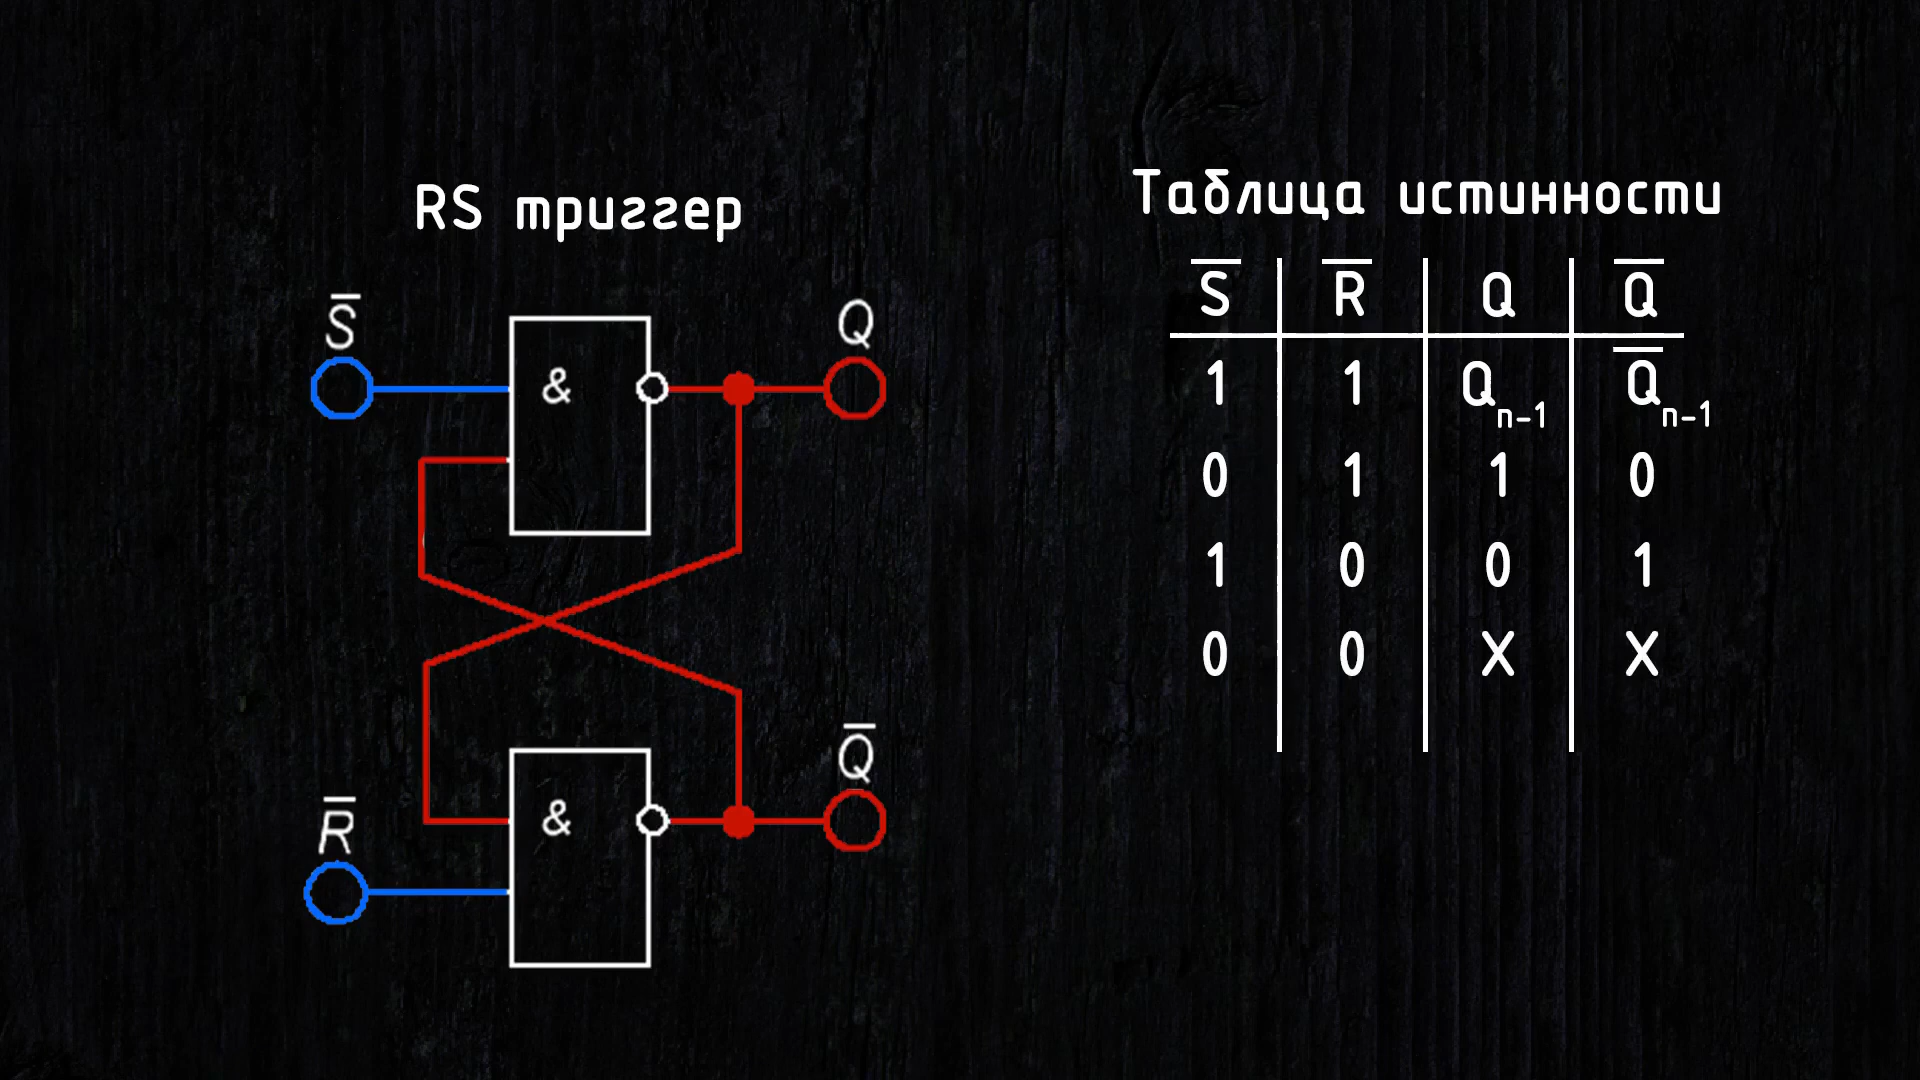 RS триггер
S̅
Q
&
&
Q̅
R̅
Таблица истинности
S̅ R̅ Q Q̅
1 1 Qn-1 Q̅n-1
0 1 1 0
1 0 0 1
0 0 X X